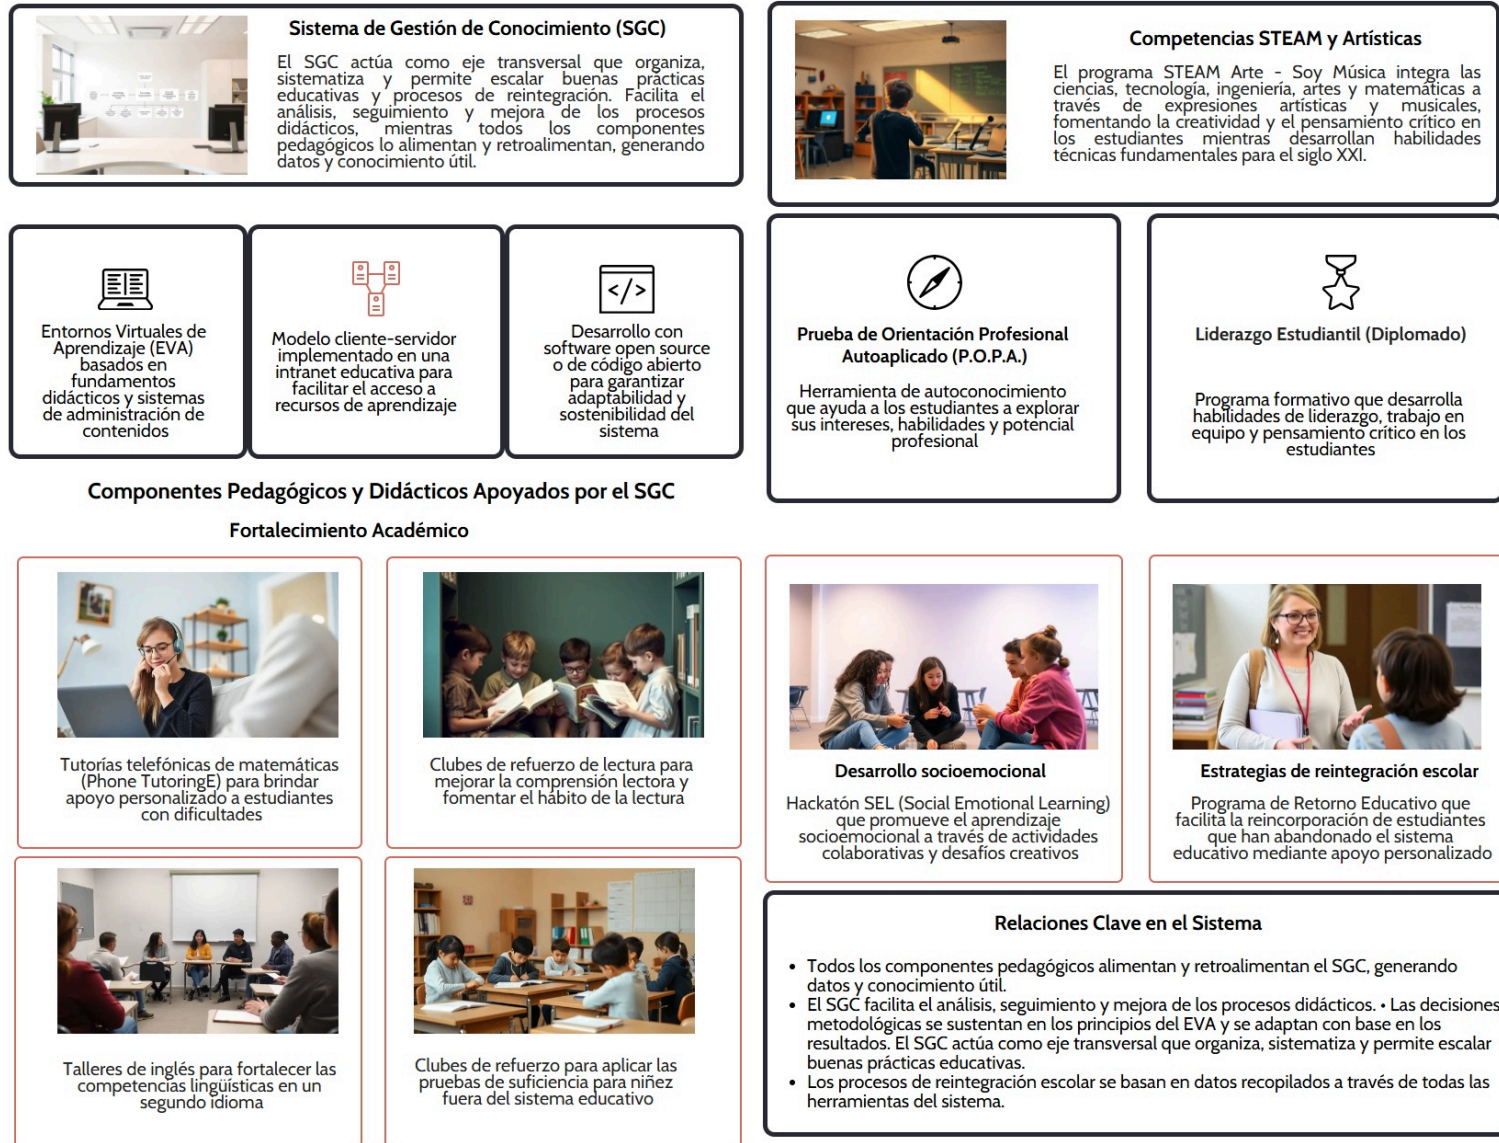 Sistema de Gestión de Conocimiento (SGC)
El SGC actúa como eje transversal que organiza,
sistematiza y permite escalar buenas prácticas
educativas y procesos de reintegración. Facilita el
análisis, seguimiento y mejora de los procesos
didácticos, mientras todos los componentes
pedagógicos lo alimentan y retroalimentan, generando
datos y conocimiento útil.
Entornos Virtuales de
Aprendizaje (EVA)
basados en
fundamentos
didácticos y sistemas
de administración de
contenidos
Modelo cliente-servidor
implementado en una
intranet educativa para
facilitar el acceso a
recursos de aprendizaje
</>
Desarrollo con
software open source
o de código abierto
para garantizar
adaptabilidad y
sostenibilidad del
sistema
Componentes Pedagógicos y Didácticos Apoyados por el SGC
Fortalecimiento Académico
Tutorías telefónicas de matemáticas
(Phone TutoringE) para brindar
apoyo personalizado a estudiantes
con dificultades
Clubes de refuerzo de lectura para
mejorar la comprensión lectora y
fomentar el hábito de la lectura
Talleres de inglés para fortalecer las
competencias lingüísticas en un
segundo idioma
Clubes de refuerzo para aplicar las
pruebas de suficiencia para niñez
fuera del sistema educativo
Competencias STEAM y Artísticas
El programa STEAM Arte - Soy Música integra las
ciencias, tecnología, ingeniería, artes y matemáticas a
través de expresiones artísticas y musicales,
fomentando la creatividad y el pensamiento crítico en
los estudiantes mientras desarrollan habilidades
técnicas fundamentales para el siglo XXI.
Prueba de Orientación Profesional
Autoaplicado (P.O.P.A.)
Herramienta de autoconocimiento
que ayuda a los estudiantes a explorar
sus intereses, habilidades y potencial
profesional
Liderazgo Estudiantil (Diplomado)
Programa formativo que desarrolla
habilidades de liderazgo, trabajo en
equipo y pensamiento crítico en los
estudiantes
Desarrollo socioemocional
Hackatón SEL (Social Emotional Learning)
que promueve el aprendizaje
socioemocional a través de actividades
colaborativas y desafíos creativos
Estrategias de reintegración escolar
Programa de Retorno Educativo que
facilita la reincorporación de estudiantes
que han abandonado el sistema
educativo mediante apoyo personalizado
Relaciones Clave en el Sistema
• Todos los componentes pedagógicos alimentan y retroalimentan el SGC, generando
datos y conocimiento útil.
• El SGC facilita el análisis, seguimiento y mejora de los procesos didácticos. • Las decisiones
metodológicas se sustentan en los principios del EVA y se adaptan con base en los
resultados. El SGC actúa como eje transversal que organiza, sistematiza y permite escalar
buenas prácticas educativas.
• Los procesos de reintegración escolar se basan en datos recopilados a través de todas las
herramientas del sistema.